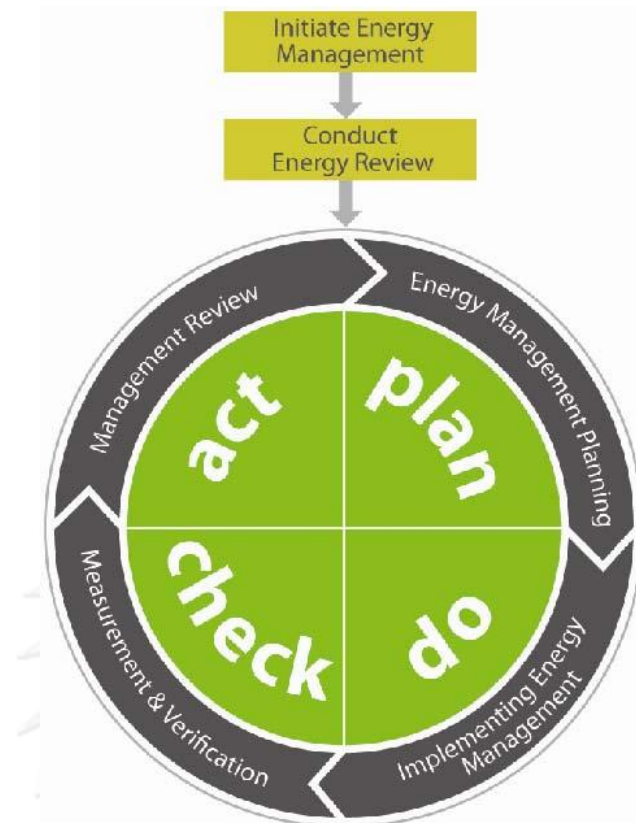 Initiate Energy
Management
Conduct
Energy Review
Energy Management Planning
plan
Implementing Energy
Management
do
Measurement & Verification
check
Management Review
act